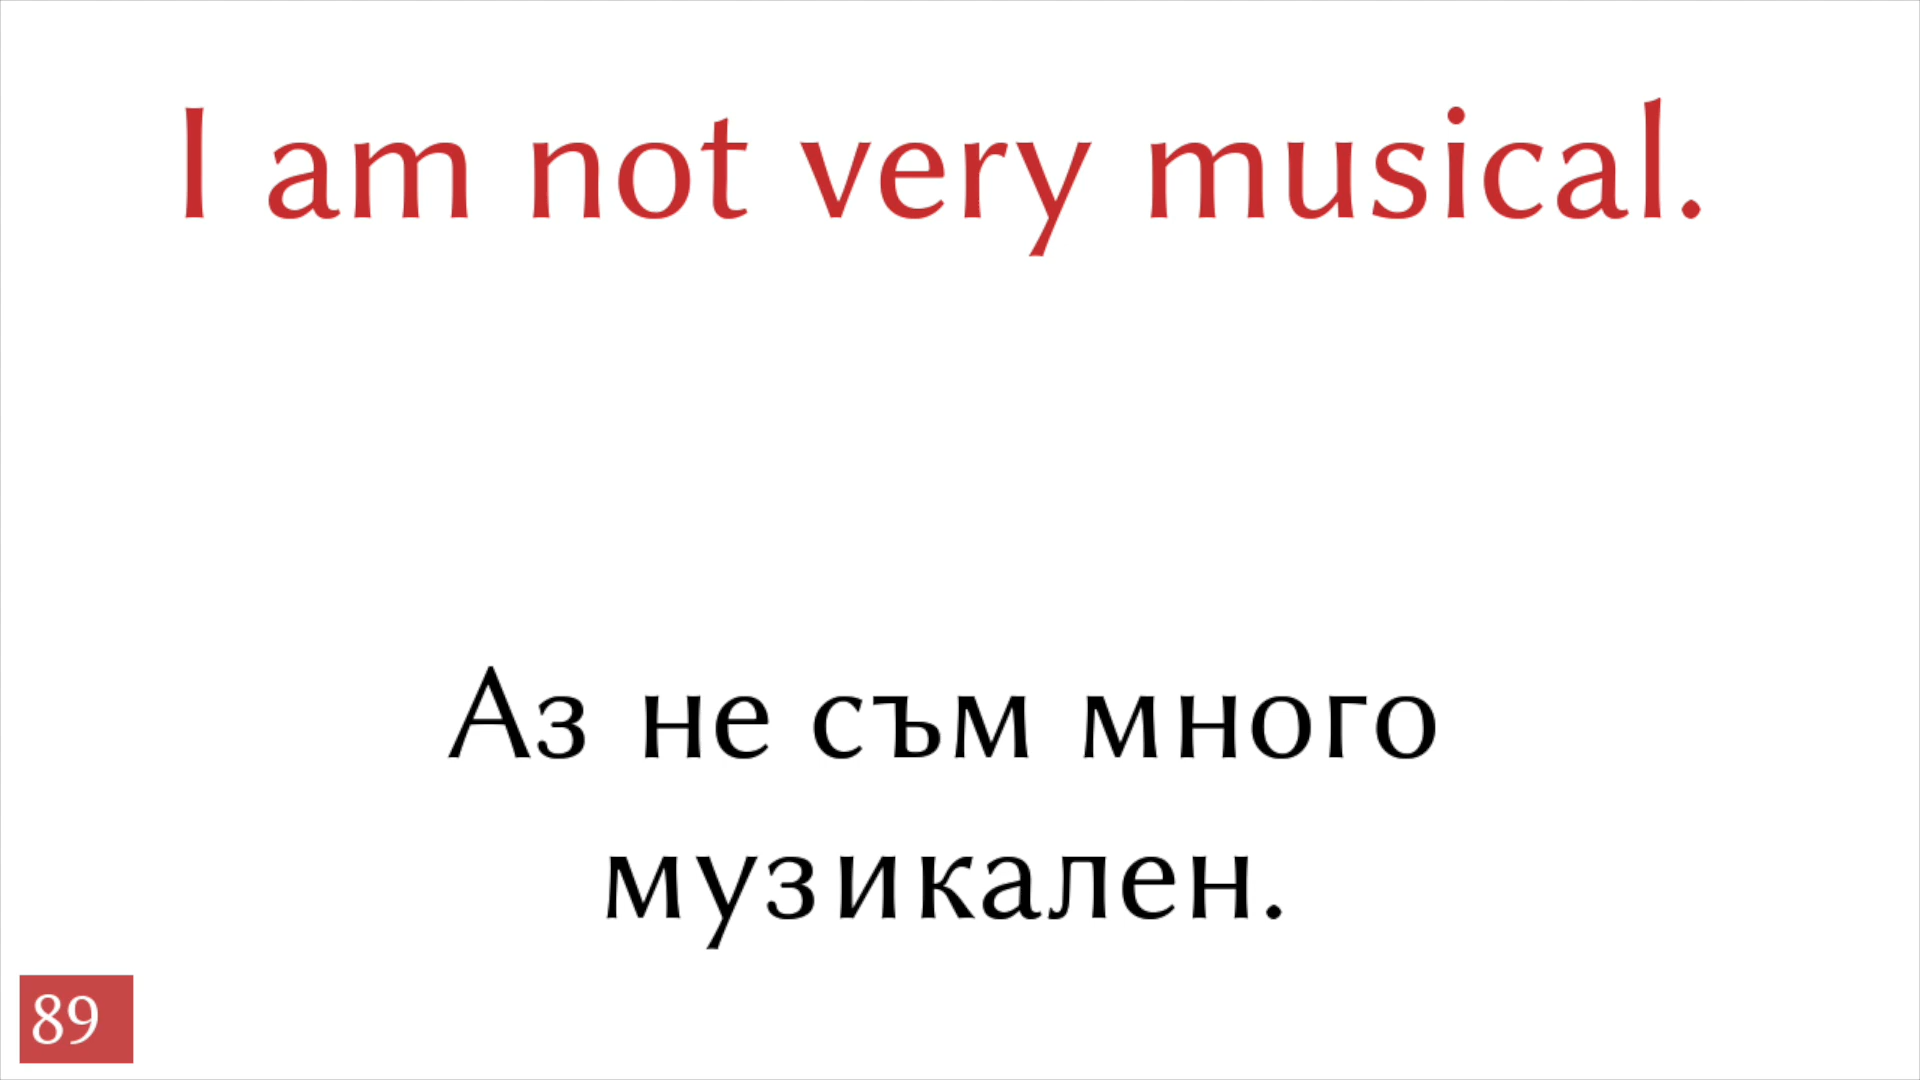 I am not very musical.
Аз не съм много
музикален.
89